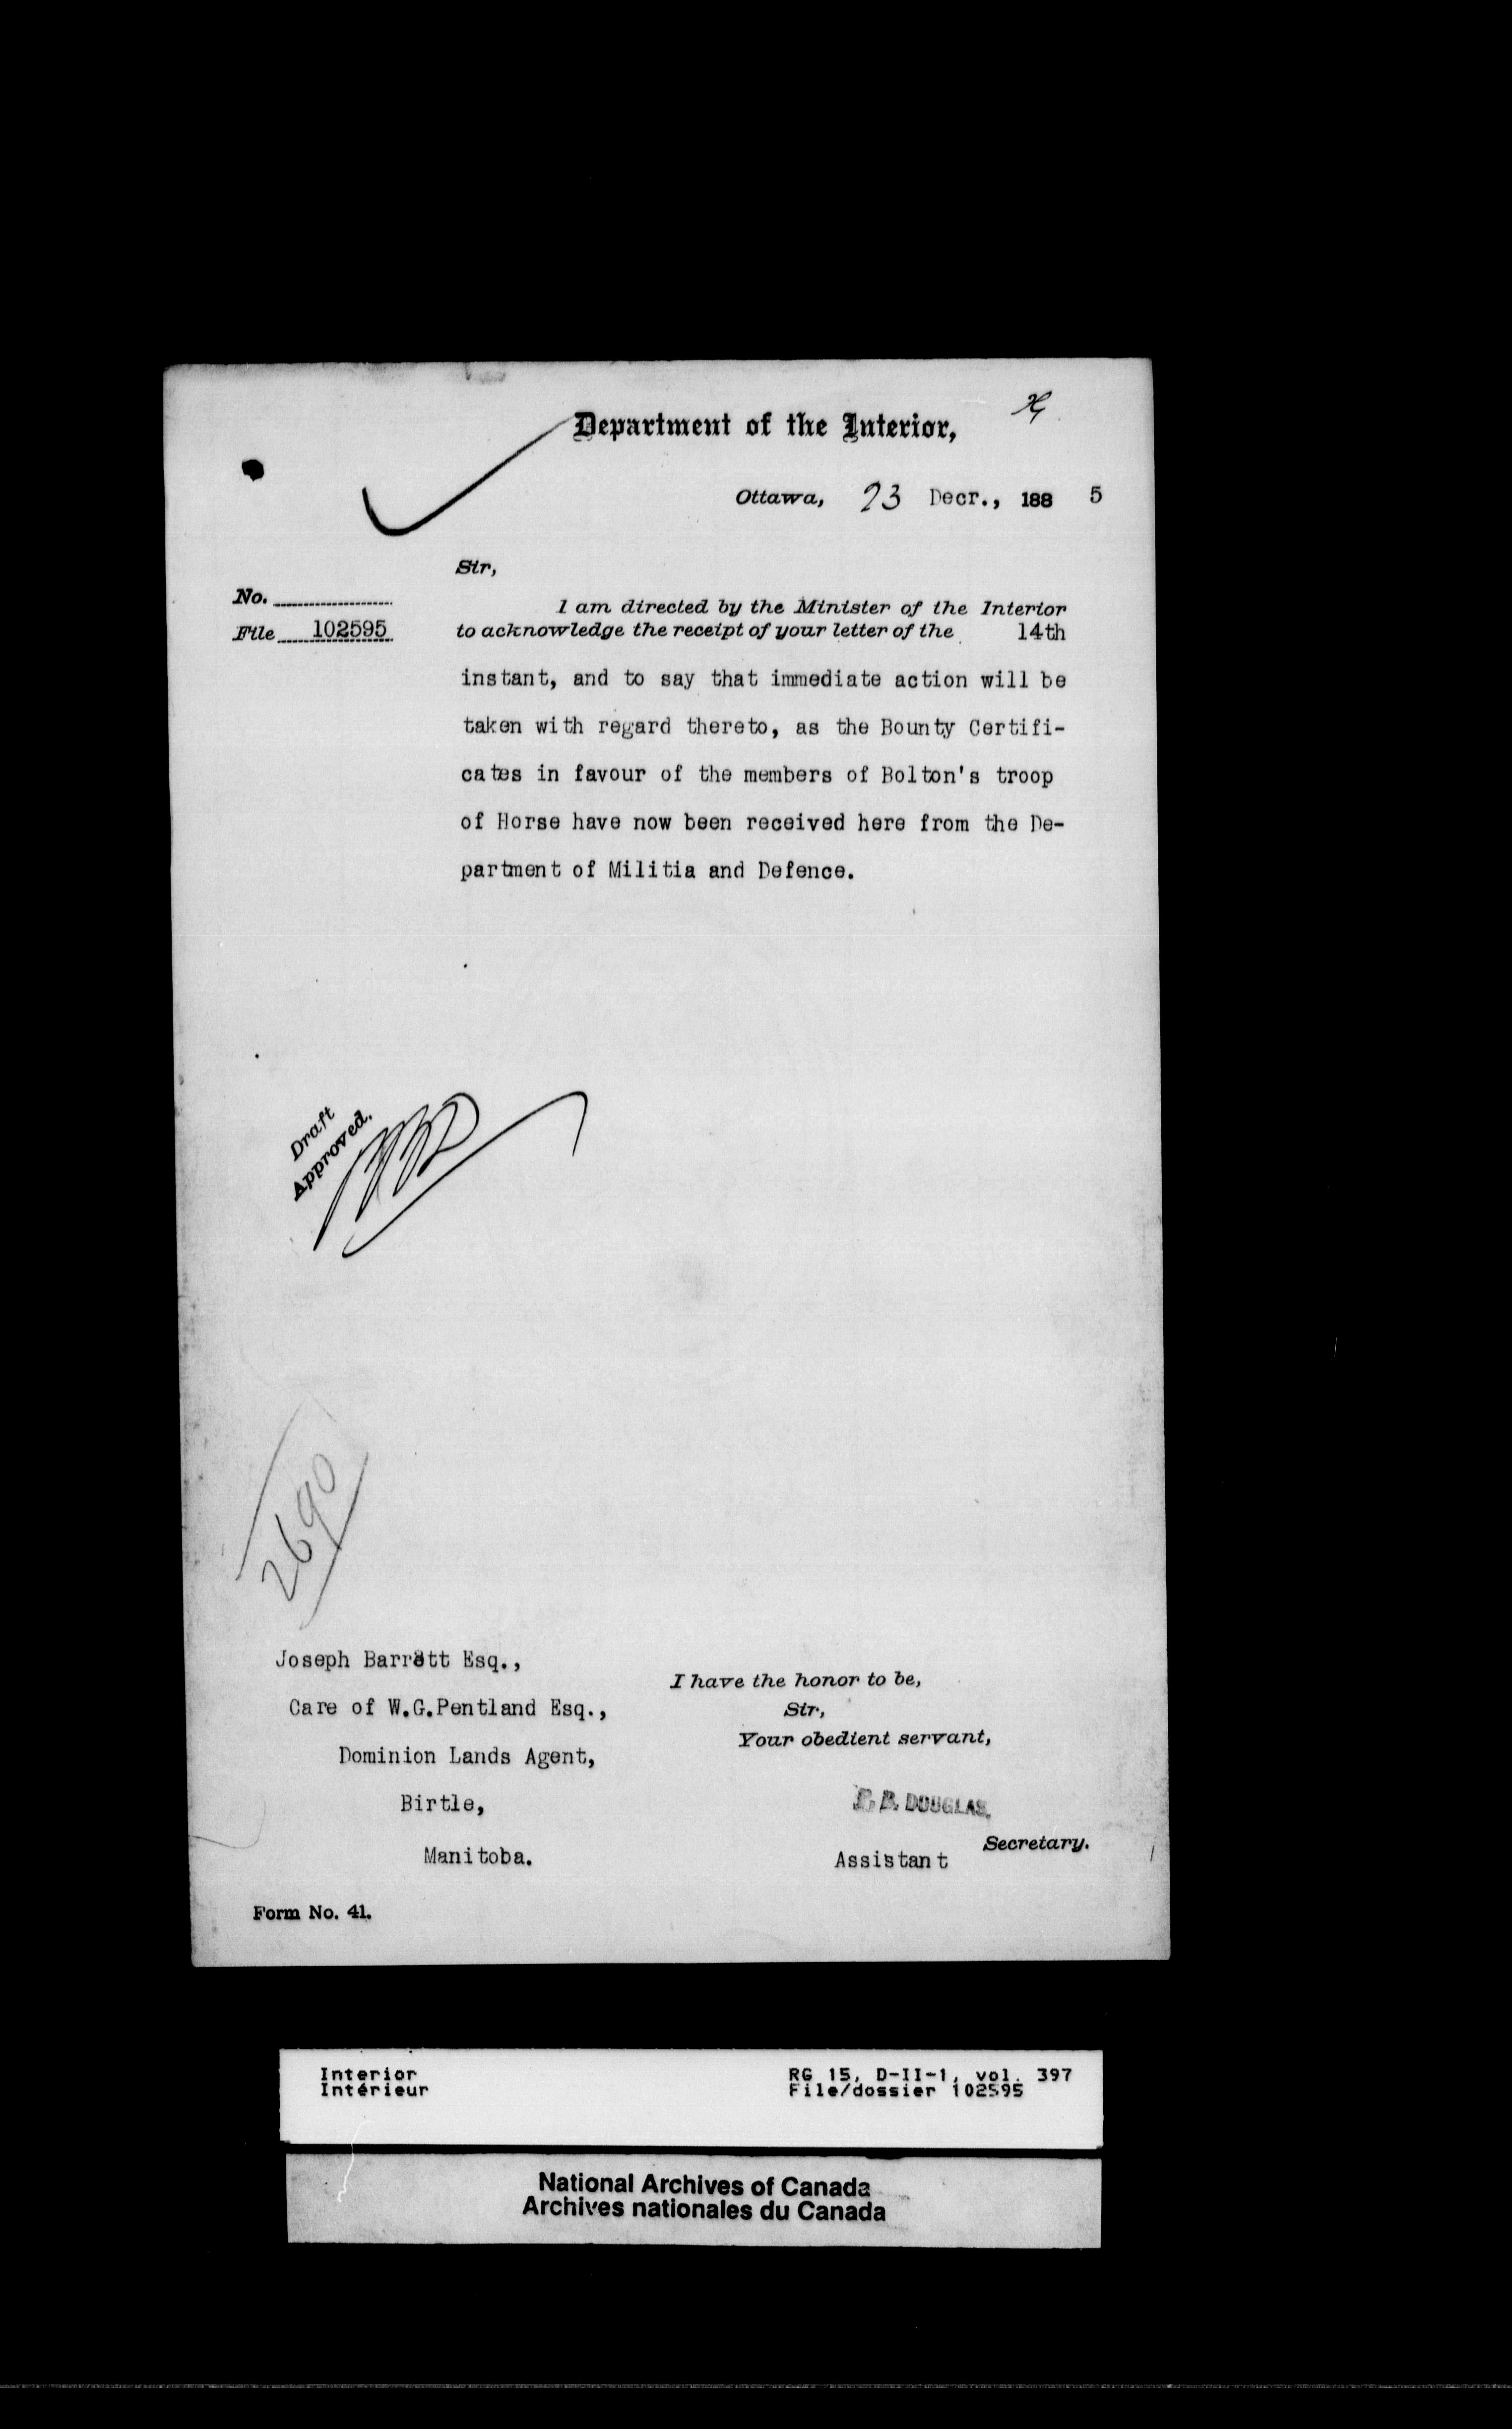 Department of the Interior,
Ottawa, 23 Decr., 188 5
Sir,
No.
File 102595
I am directed by the Minister of the Interior
to acknowledge the receipt of your letter of the 14th
instant, and to say that immediate action will be
taken with regard thereto, as the Bounty Certifi-
cates in favour of the members of Bolton's troop
of Horse have now been received here from the De-
partment of Militia and Defence.
Draft
Approved.
2690
Joseph Barratt Esq.,
Care of W.G.Pentland Esq.,
Dominion Lands Agent,
Birtle,
Manitoba.
I have the honor to be,
Sir,
Your obedient servant,
P. B. DOUGLAS.
Secretary.
Assistant
Form No. 41.
Interior
Intérieur
RG 15, D-II-1, vol. 397
File/dossier 102595
National Archives of Canada
Archives nationales du Canada